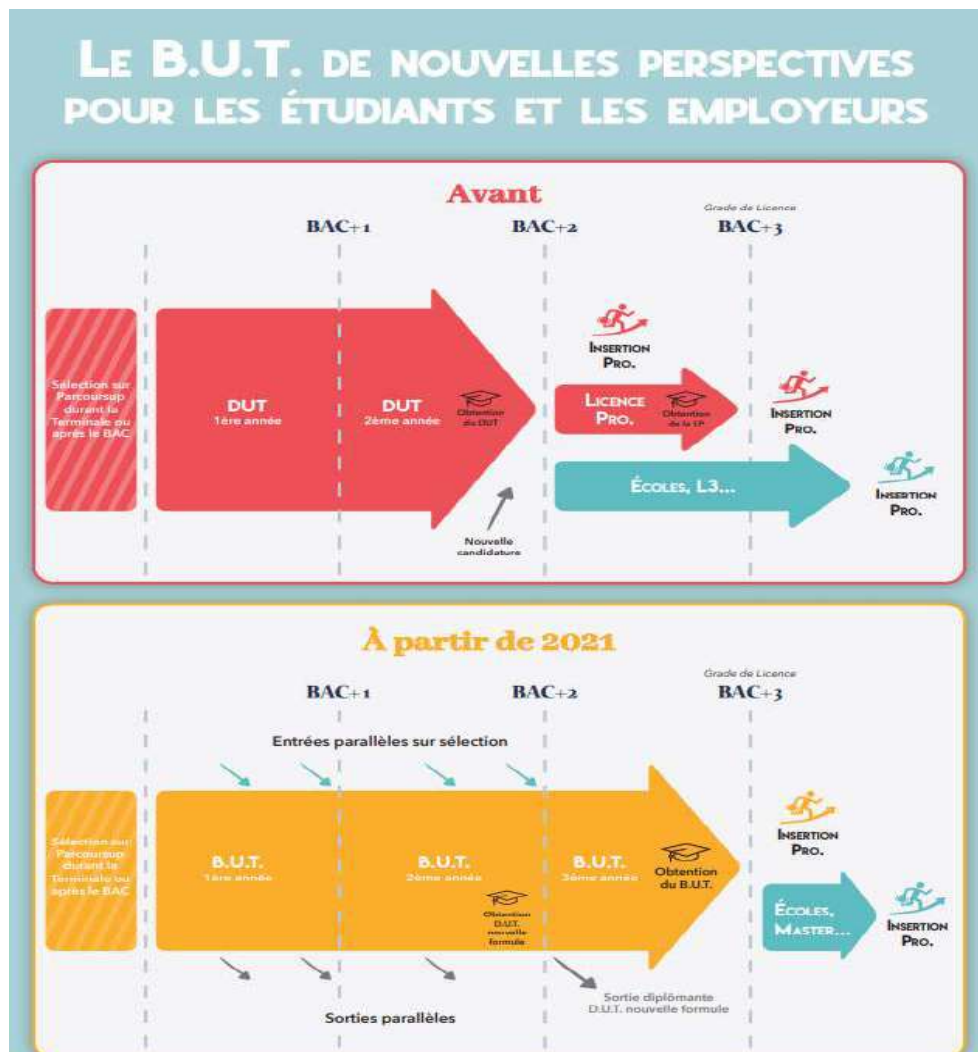 LE B.U.T. DE NOUVELLES PERSPECTIVES
POUR LES ÉTUDIANTS ET LES EMPLOYEURS
Avant
Grade de Licence
BAC+1
BAC+2
BAC+3
Sélection sur
Parcoursup
durant la
Terminale ou
après le BAC
DUT
1ère année
DUT
2ème année
Obtention
du DUT
Nouvelle
candidature
INSERTION
PRO.
LICENCE
PRO.
Obtention
de la LP
INSERTION
PRO.
ÉCOLES, L3...
INSERTION
PRO.
À partir de 2021
Grade de Licence
BAC+1
BAC+2
BAC+3
Entrées parallèles sur sélection
Sélection sur
Parcoursup
durant la
Terminale ou
après le BAC
B.U.T.
1ère année
B.U.T.
2ème année
Obtention
D.U.T.
nouvelle
formule
B.U.T.
3ème année
Obtention
du B.U.T.
INSERTION
PRO.
ÉCOLES,
MASTER...
INSERTION
PRO.
Sorties parallèles
Sortie diplômante
D.U.T. nouvelle formule